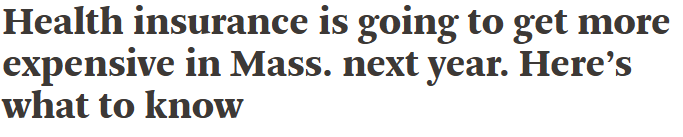 Health insurance is going to get more
expensive in Mass. next year. Here’s
what to know